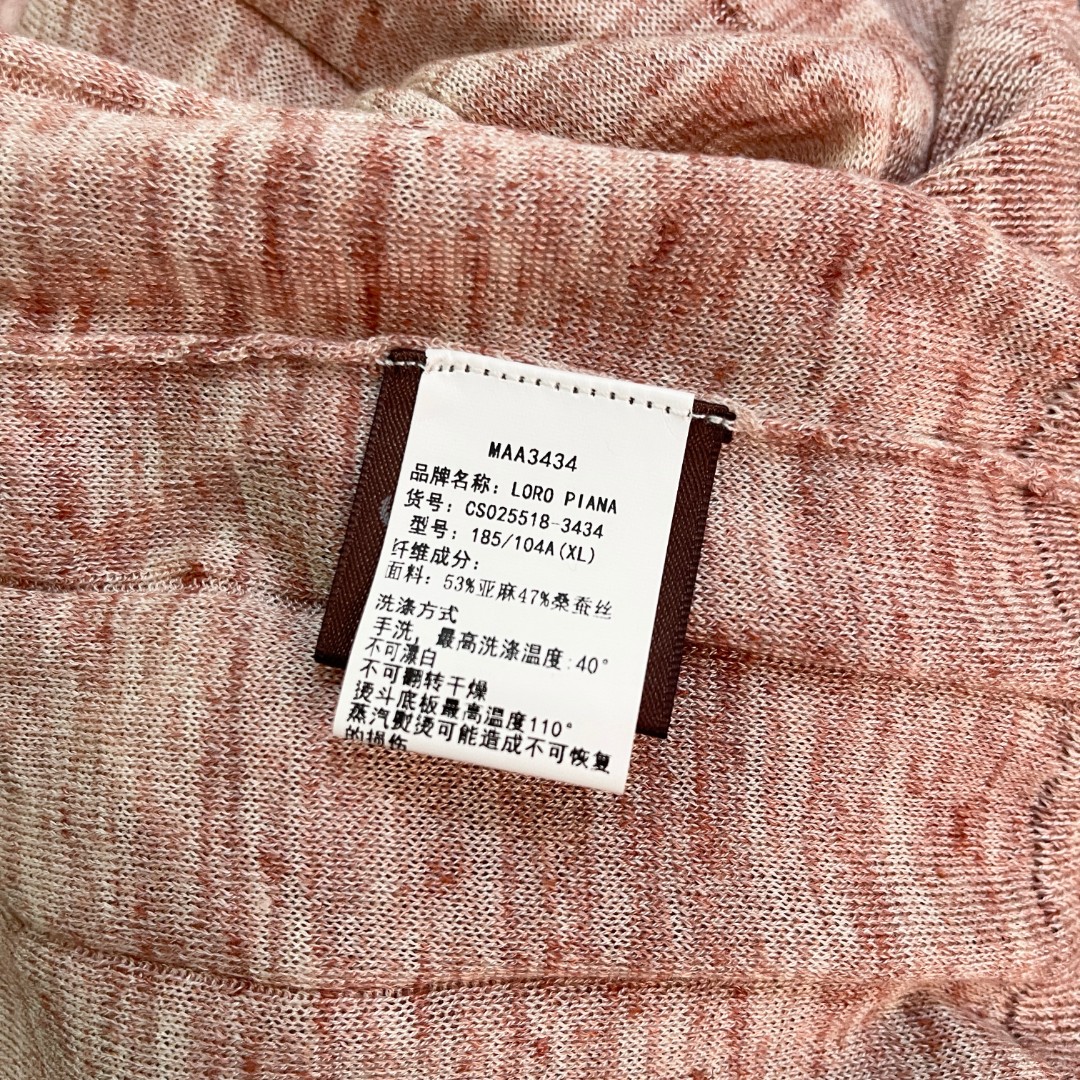 MAA3434
品牌名称: LORO PIANA
货号: CS025518-3434
型号: 185/104A(XL)
纤维成分:
面料: 53%亚麻47%桑蚕丝
洗涤方式
手洗, 最高洗涤温度:40°
不可漂白
不可翻转干燥
烫斗底板最高温度110°
蒸汽熨烫可能造成不可恢复
的损伤